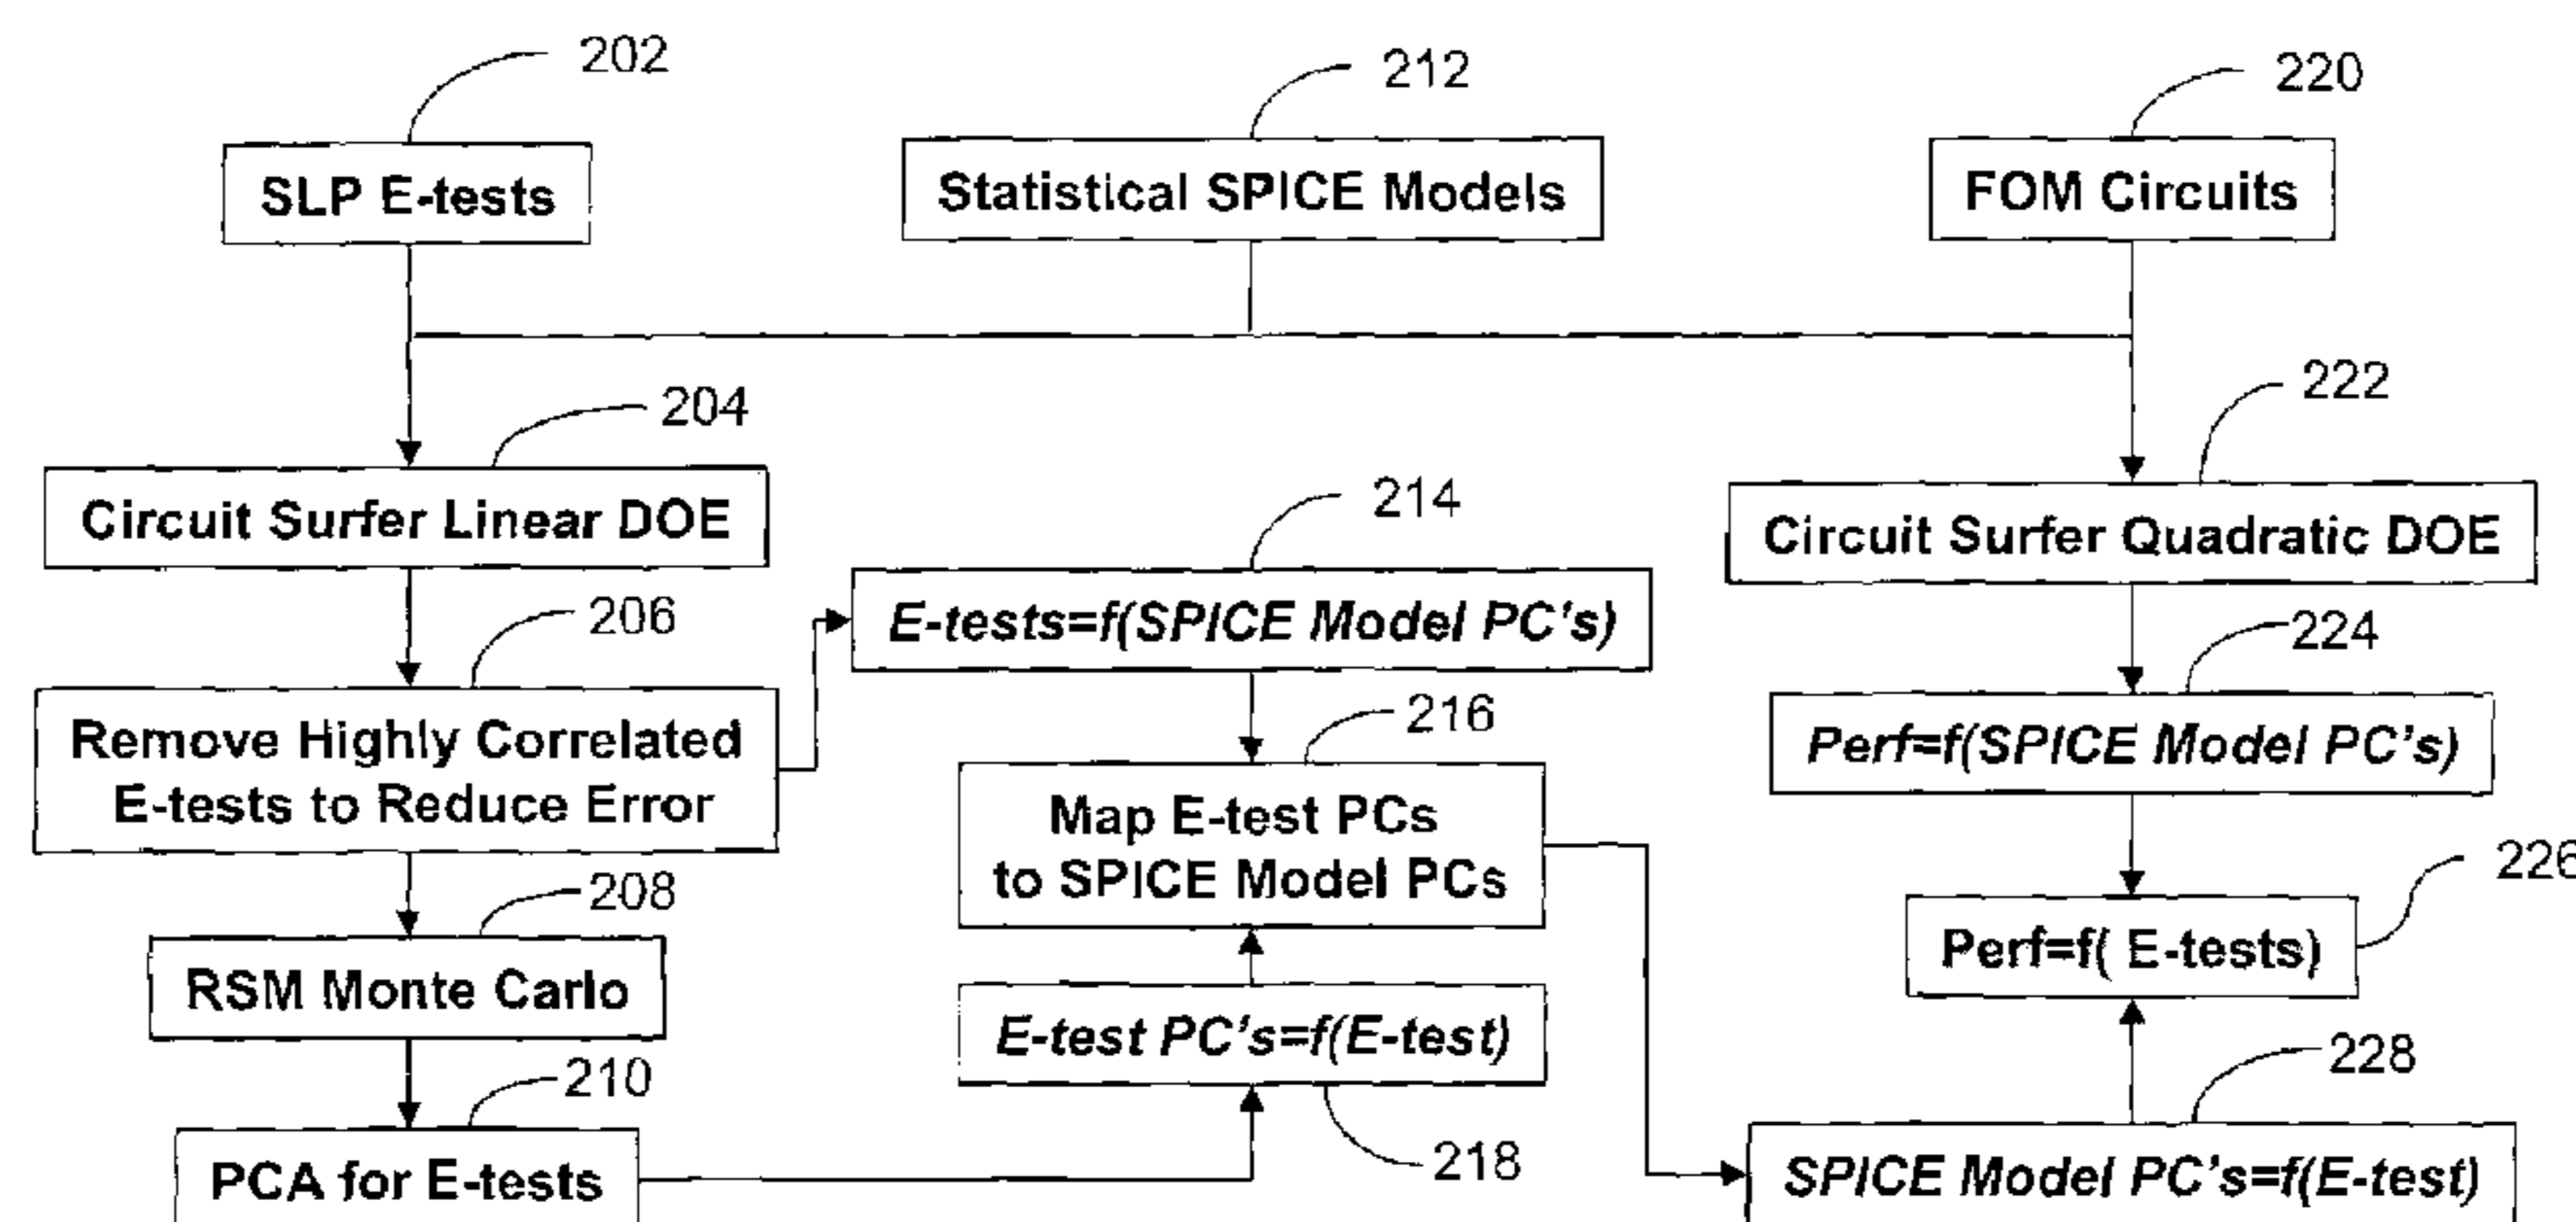 202
212
220
SLP E-tests
Statistical SPICE Models
FOM Circuits
204
222
Circuit Surfer Linear DOE
214
Circuit Surfer Quadratic DOE
206
E-tests=f(SPICE Model PC's)
224
Remove Highly Correlated
E-tests to Reduce Error
216
Perf=f(SPICE Model PC's)
Map E-test PCs
to SPICE Model PCs
208
226
RSM Monte Carlo
Perf=f( E-tests)
E-test PC's=f(E-test)
210
228
PCA for E-tests
218
SPICE Model PC's=f(E-test)